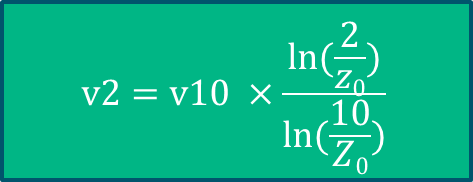 v2 = v10 × ln(2/z₀) / ln(10/Z₀)